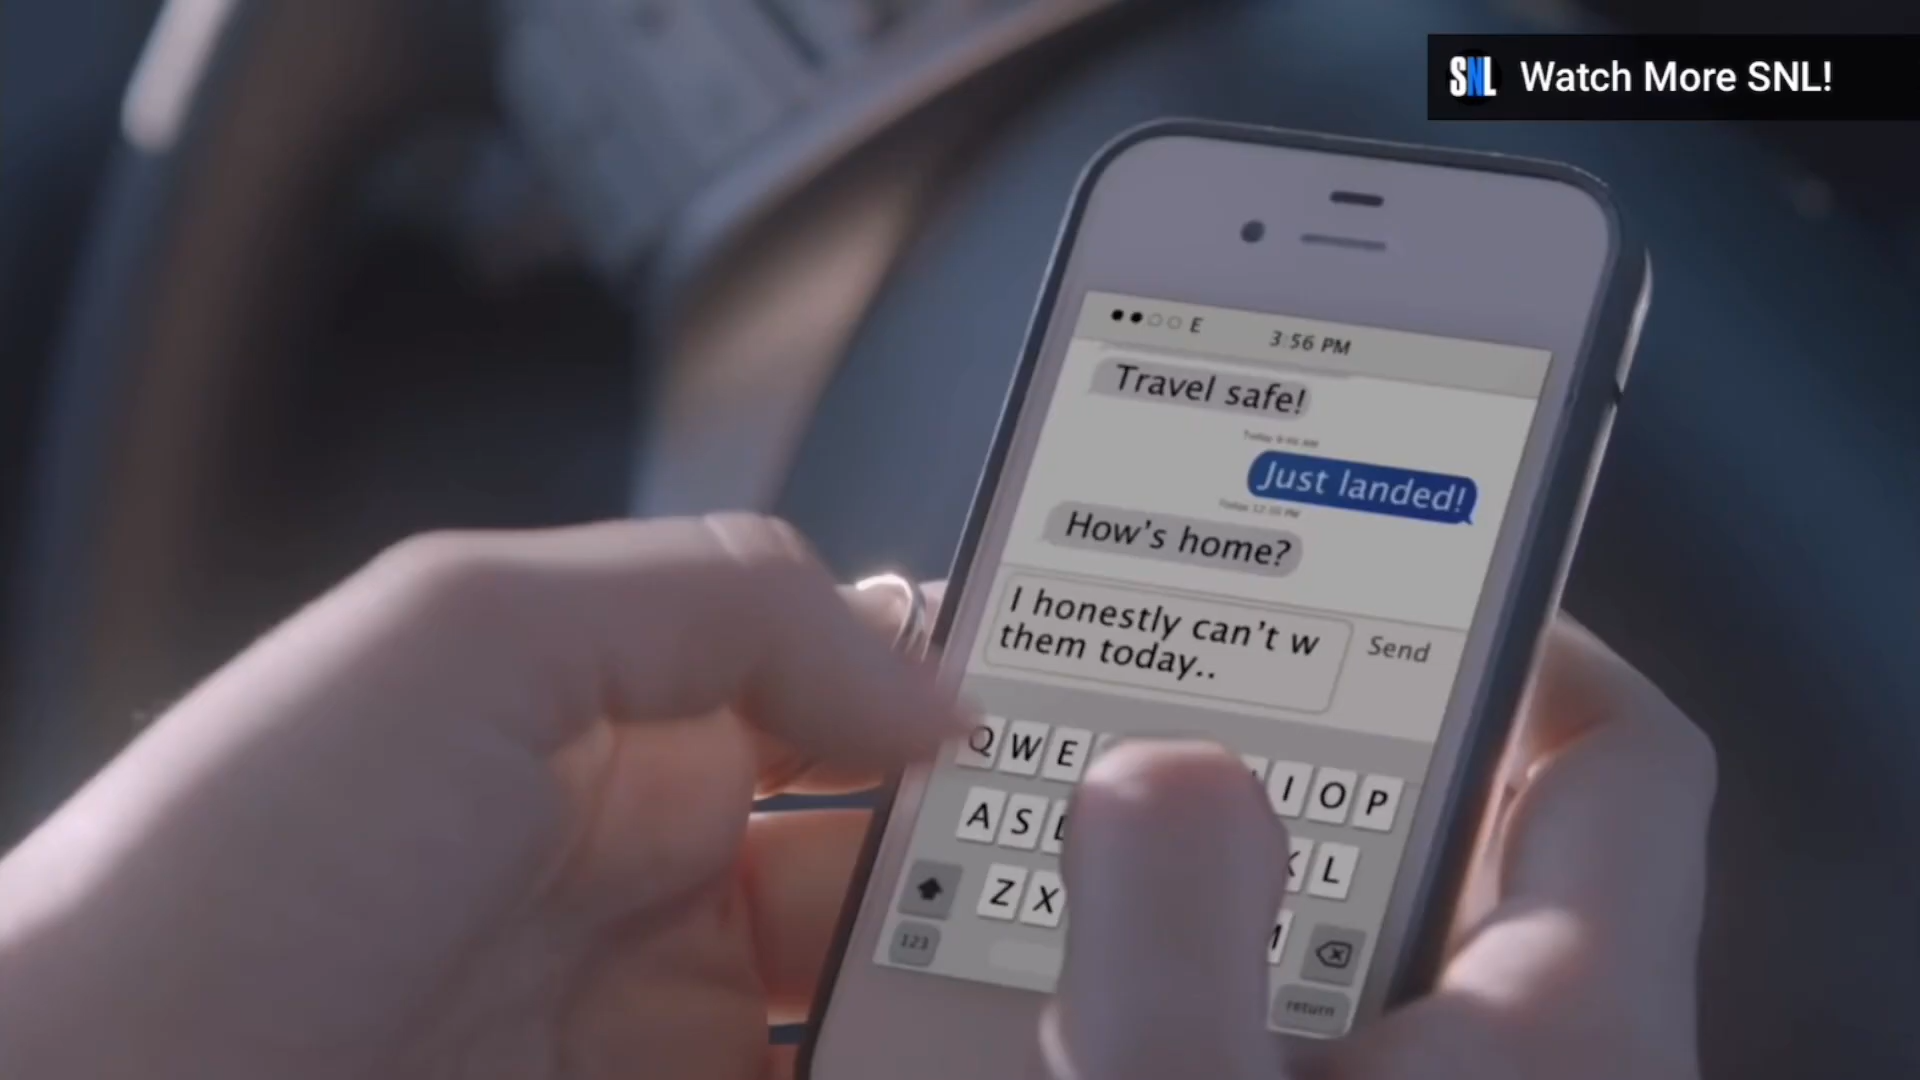 SNL Watch More SNL!
E 3:56 PM
Travel safe!
Just landed!
How's home?
I honestly can't w
them today..
Send
Q W E I O P
A S K L
Z X M
123
return